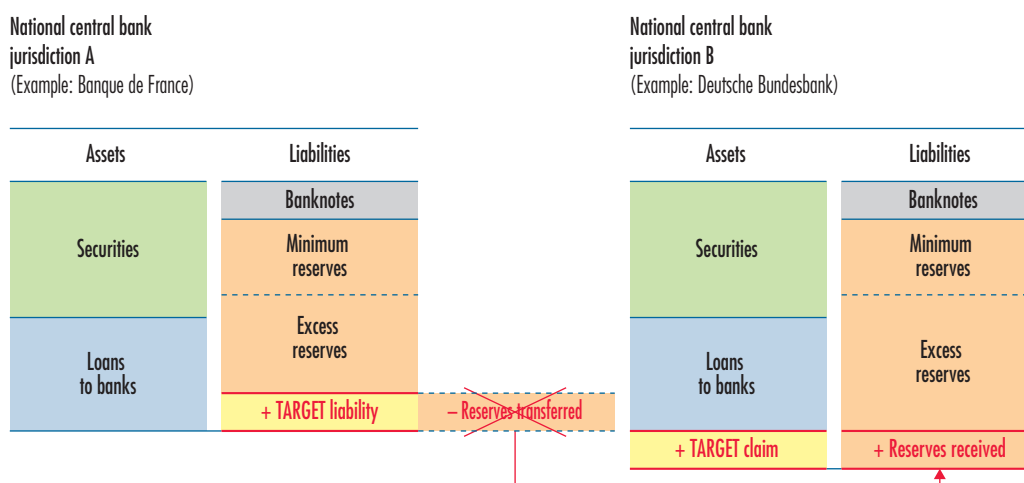 National central bank
jurisdiction A
(Example: Banque de France)
Assets
Liabilities
Securities
Loans
to banks
Banknotes
Minimum
reserves
Excess
reserves
+ TARGET liability
– Reserves transferred
National central bank
jurisdiction B
(Example: Deutsche Bundesbank)
Assets
Liabilities
Securities
Loans
to banks
+ TARGET claim
Banknotes
Minimum
reserves
Excess
reserves
+ Reserves received